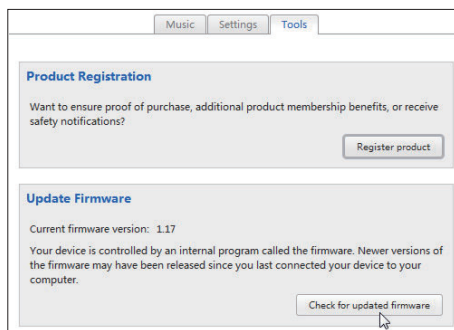 Music Settings Tools
Product Registration
Want to ensure proof of purchase, additional product membership benefits, or receive
safety notifications?
Register product
Update Firmware
Current firmware version: 1.17
Your device is controlled by an internal program called the firmware. Newer versions of
the firmware may have been released since you last connected your device to your
computer.
Check for updated firmware